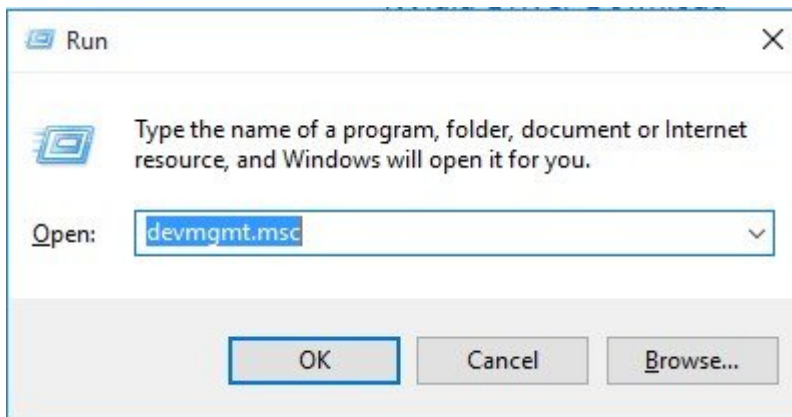 Run
Type the name of a program, folder, document or Internet
resource, and Windows will open it for you.
Open:
devmgmt.msc
OK
Cancel
Browse...